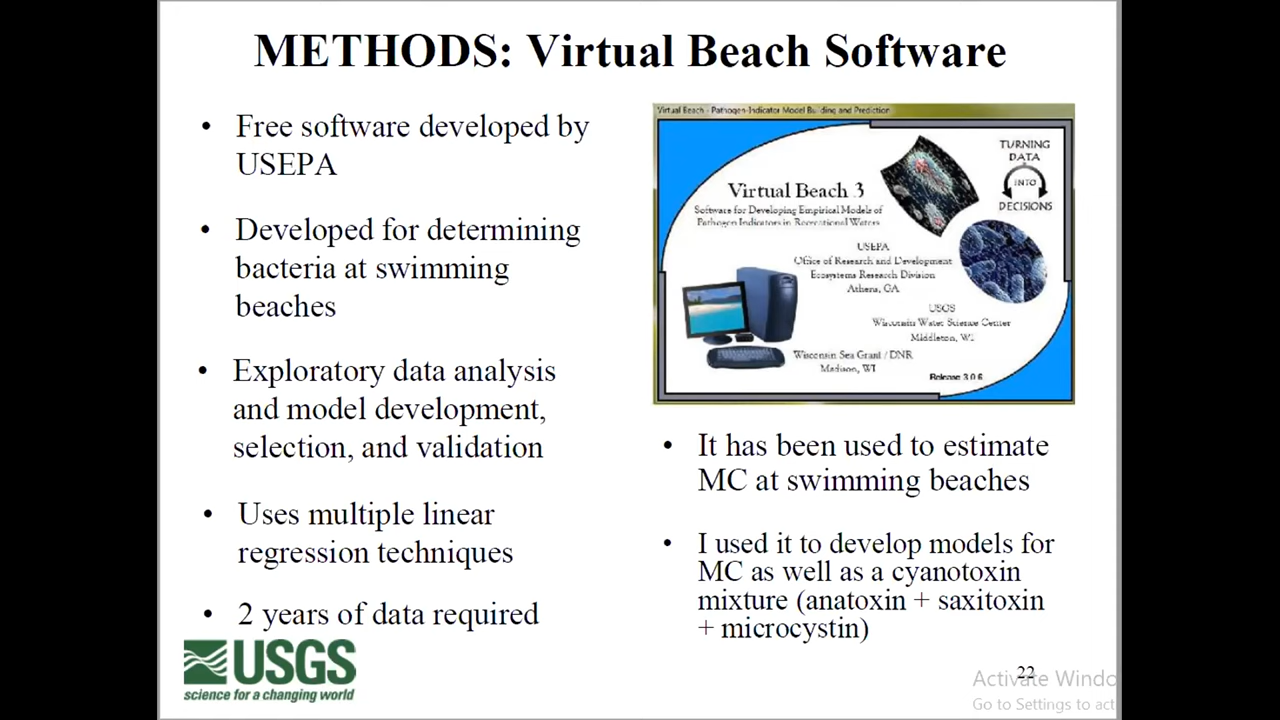 METHODS: Virtual Beach Software
• Free software developed by
USEPA
• Developed for determining
bacteria at swimming
beaches
• Exploratory data analysis
and model development,
selection, and validation
• Uses multiple linear
regression techniques
• 2 years of data required
USGS
science for a changing world
Virtual Beach - Pathogen-Indicator Model Building and Prediction
TURNING
DATA
INTO
DECISIONS
Virtual Beach 3
Software for Developing Empirical Models of
Pathogen Indicators in Recreational Waters
USEPA
Office of Research and Development
Ecosystems Research Division
Athens, GA
USGS
Wisconsin Water Science Center
Middleton, WI
Wisconsin Sea Grant / DNR
Madison, WI
Release 3.0.6
• It has been used to estimate
MC at swimming beaches
• I used it to develop models for
MC as well as a cyanotoxin
mixture (anatoxin + saxitoxin
+ microcystin)
22
Activate Windo
Go to Settings to act